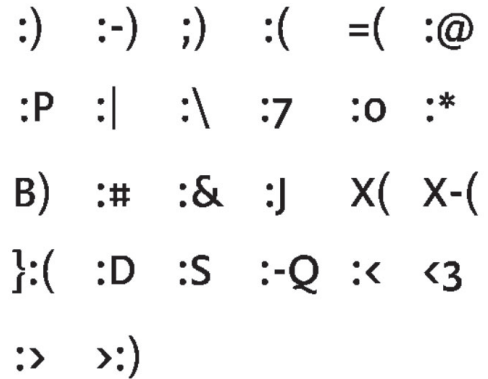 :) :-) ;) :( =( :@
:P :| :\ :7 :o :*
B) :# :& :J X( X-(
}:( :D :S :-Q :< <3
:> >:)